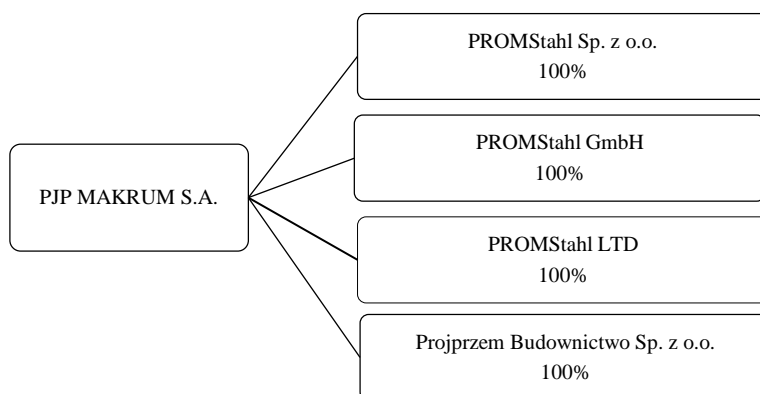 PJP MAKRUM S.A.
PROMStahl Sp. z o.o.
100%
PROMStahl GmbH
100%
PROMStahl LTD
100%
Projprzem Budownictwo Sp. z o.o.
100%